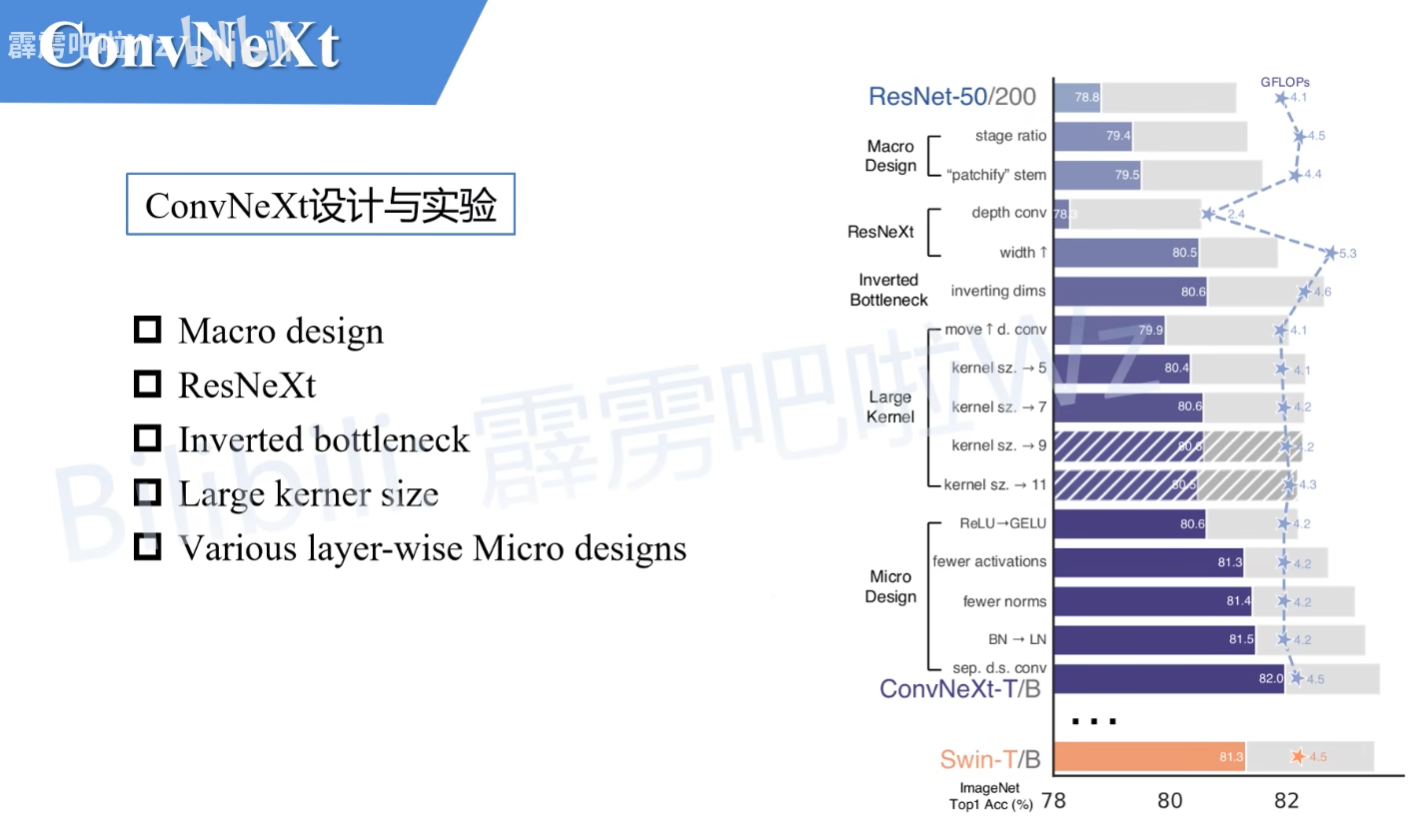 ConvNeXt
霹雳吧啦Wz bilibili
ConvNeXt设计与实验
Macro design
ResNeXt
Inverted bottleneck
Large kerner size
Various layer-wise Micro designs
Bilibili 霹雳吧啦Wz
GFLOPs
ResNet-50/200 78.8 4.1
Macro Design
stage ratio 79.4 4.5
“patchify” stem 79.5 4.4
ResNeXt
depth conv 78.3 2.4
width ↑ 80.5 5.3
Inverted Bottleneck
inverting dims 80.6 4.6
Large Kernel
move ↑ d. conv 79.9 4.1
kernel sz. → 5 80.4 4.1
kernel sz. → 7 80.6 4.2
kernel sz. → 9 80.6 4.2
kernel sz. → 11 80.5 4.3
Micro Design
ReLU→GELU 80.6 4.2
fewer activations 81.3 4.2
fewer norms 81.4 4.2
BN → LN 81.5 4.2
sep. d.s. conv
ConvNeXt-T/B 82.0 4.5
...
Swin-T/B 81.3 4.5
ImageNet
Top1 Acc (%) 78 80 82